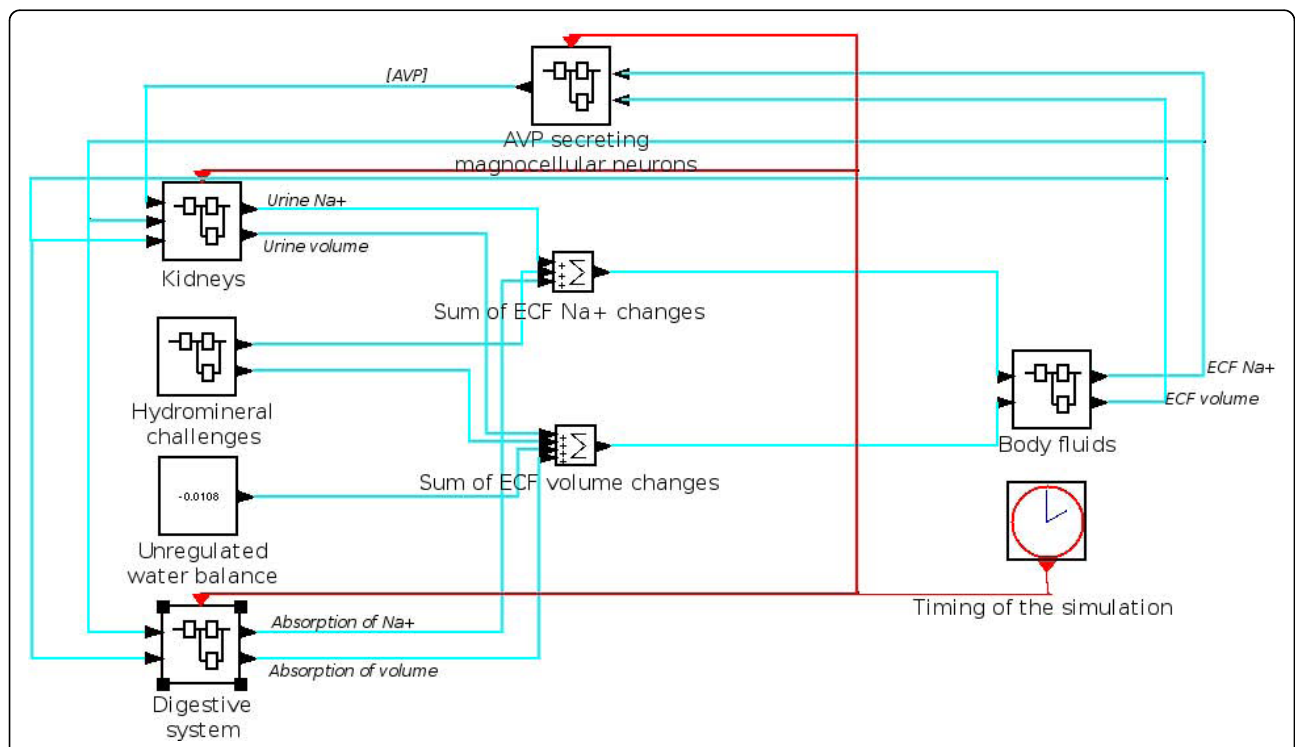 [AVP]
AVP secreting
magnocellular neurons
Urine Na+
Urine volume
Kidneys
+
+
+
Σ
Sum of ECF Na+ changes
Hydromineral
challenges
ECF Na+
ECF volume
Body fluids
+
+
+
+
Σ
Sum of ECF volume changes
-0.0108
Unregulated
water balance
Timing of the simulation
Absorption of Na+
Absorption of volume
Digestive
system